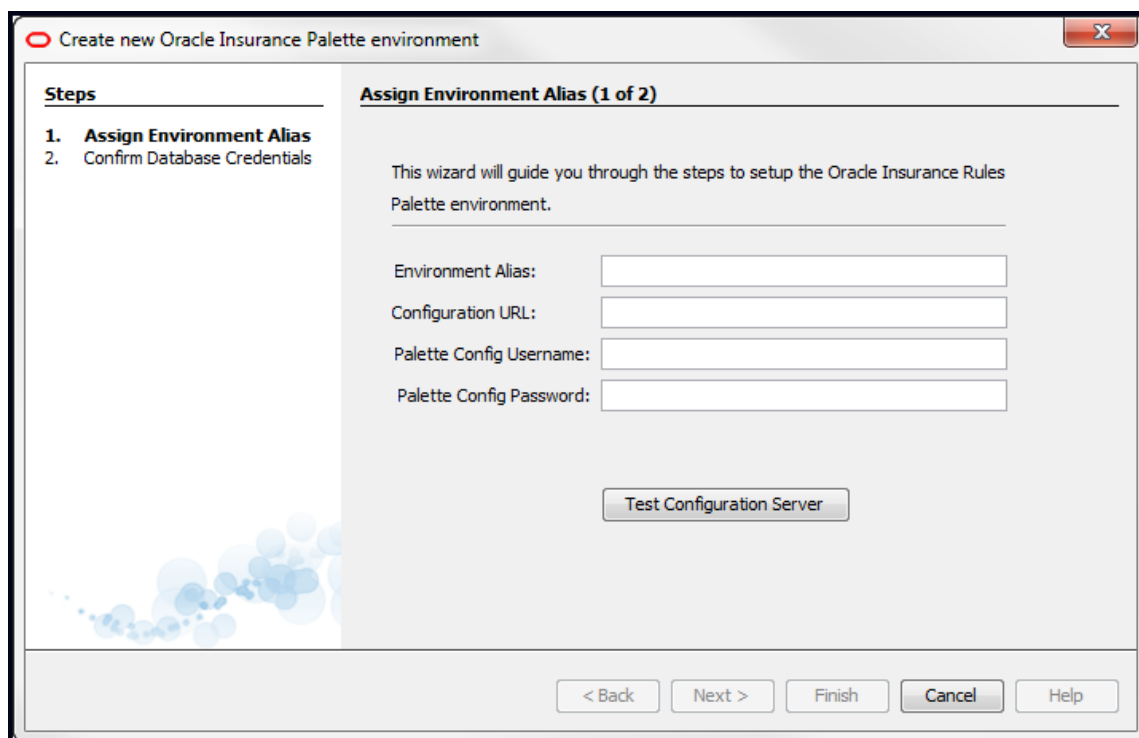 Create new Oracle Insurance Palette environment
X
Steps
1. Assign Environment Alias
2. Confirm Database Credentials
Assign Environment Alias (1 of 2)
This wizard will guide you through the steps to setup the Oracle Insurance Rules
Palette environment.
Environment Alias:
Configuration URL:
Palette Config Username:
Palette Config Password:
Test Configuration Server
< Back Next > Finish Cancel Help